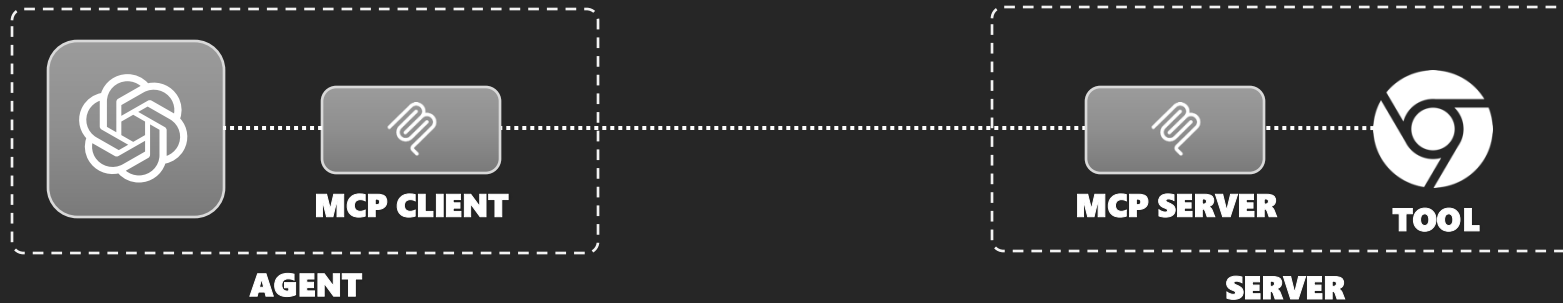 MCP CLIENT
MCP SERVER
TOOL
AGENT
SERVER